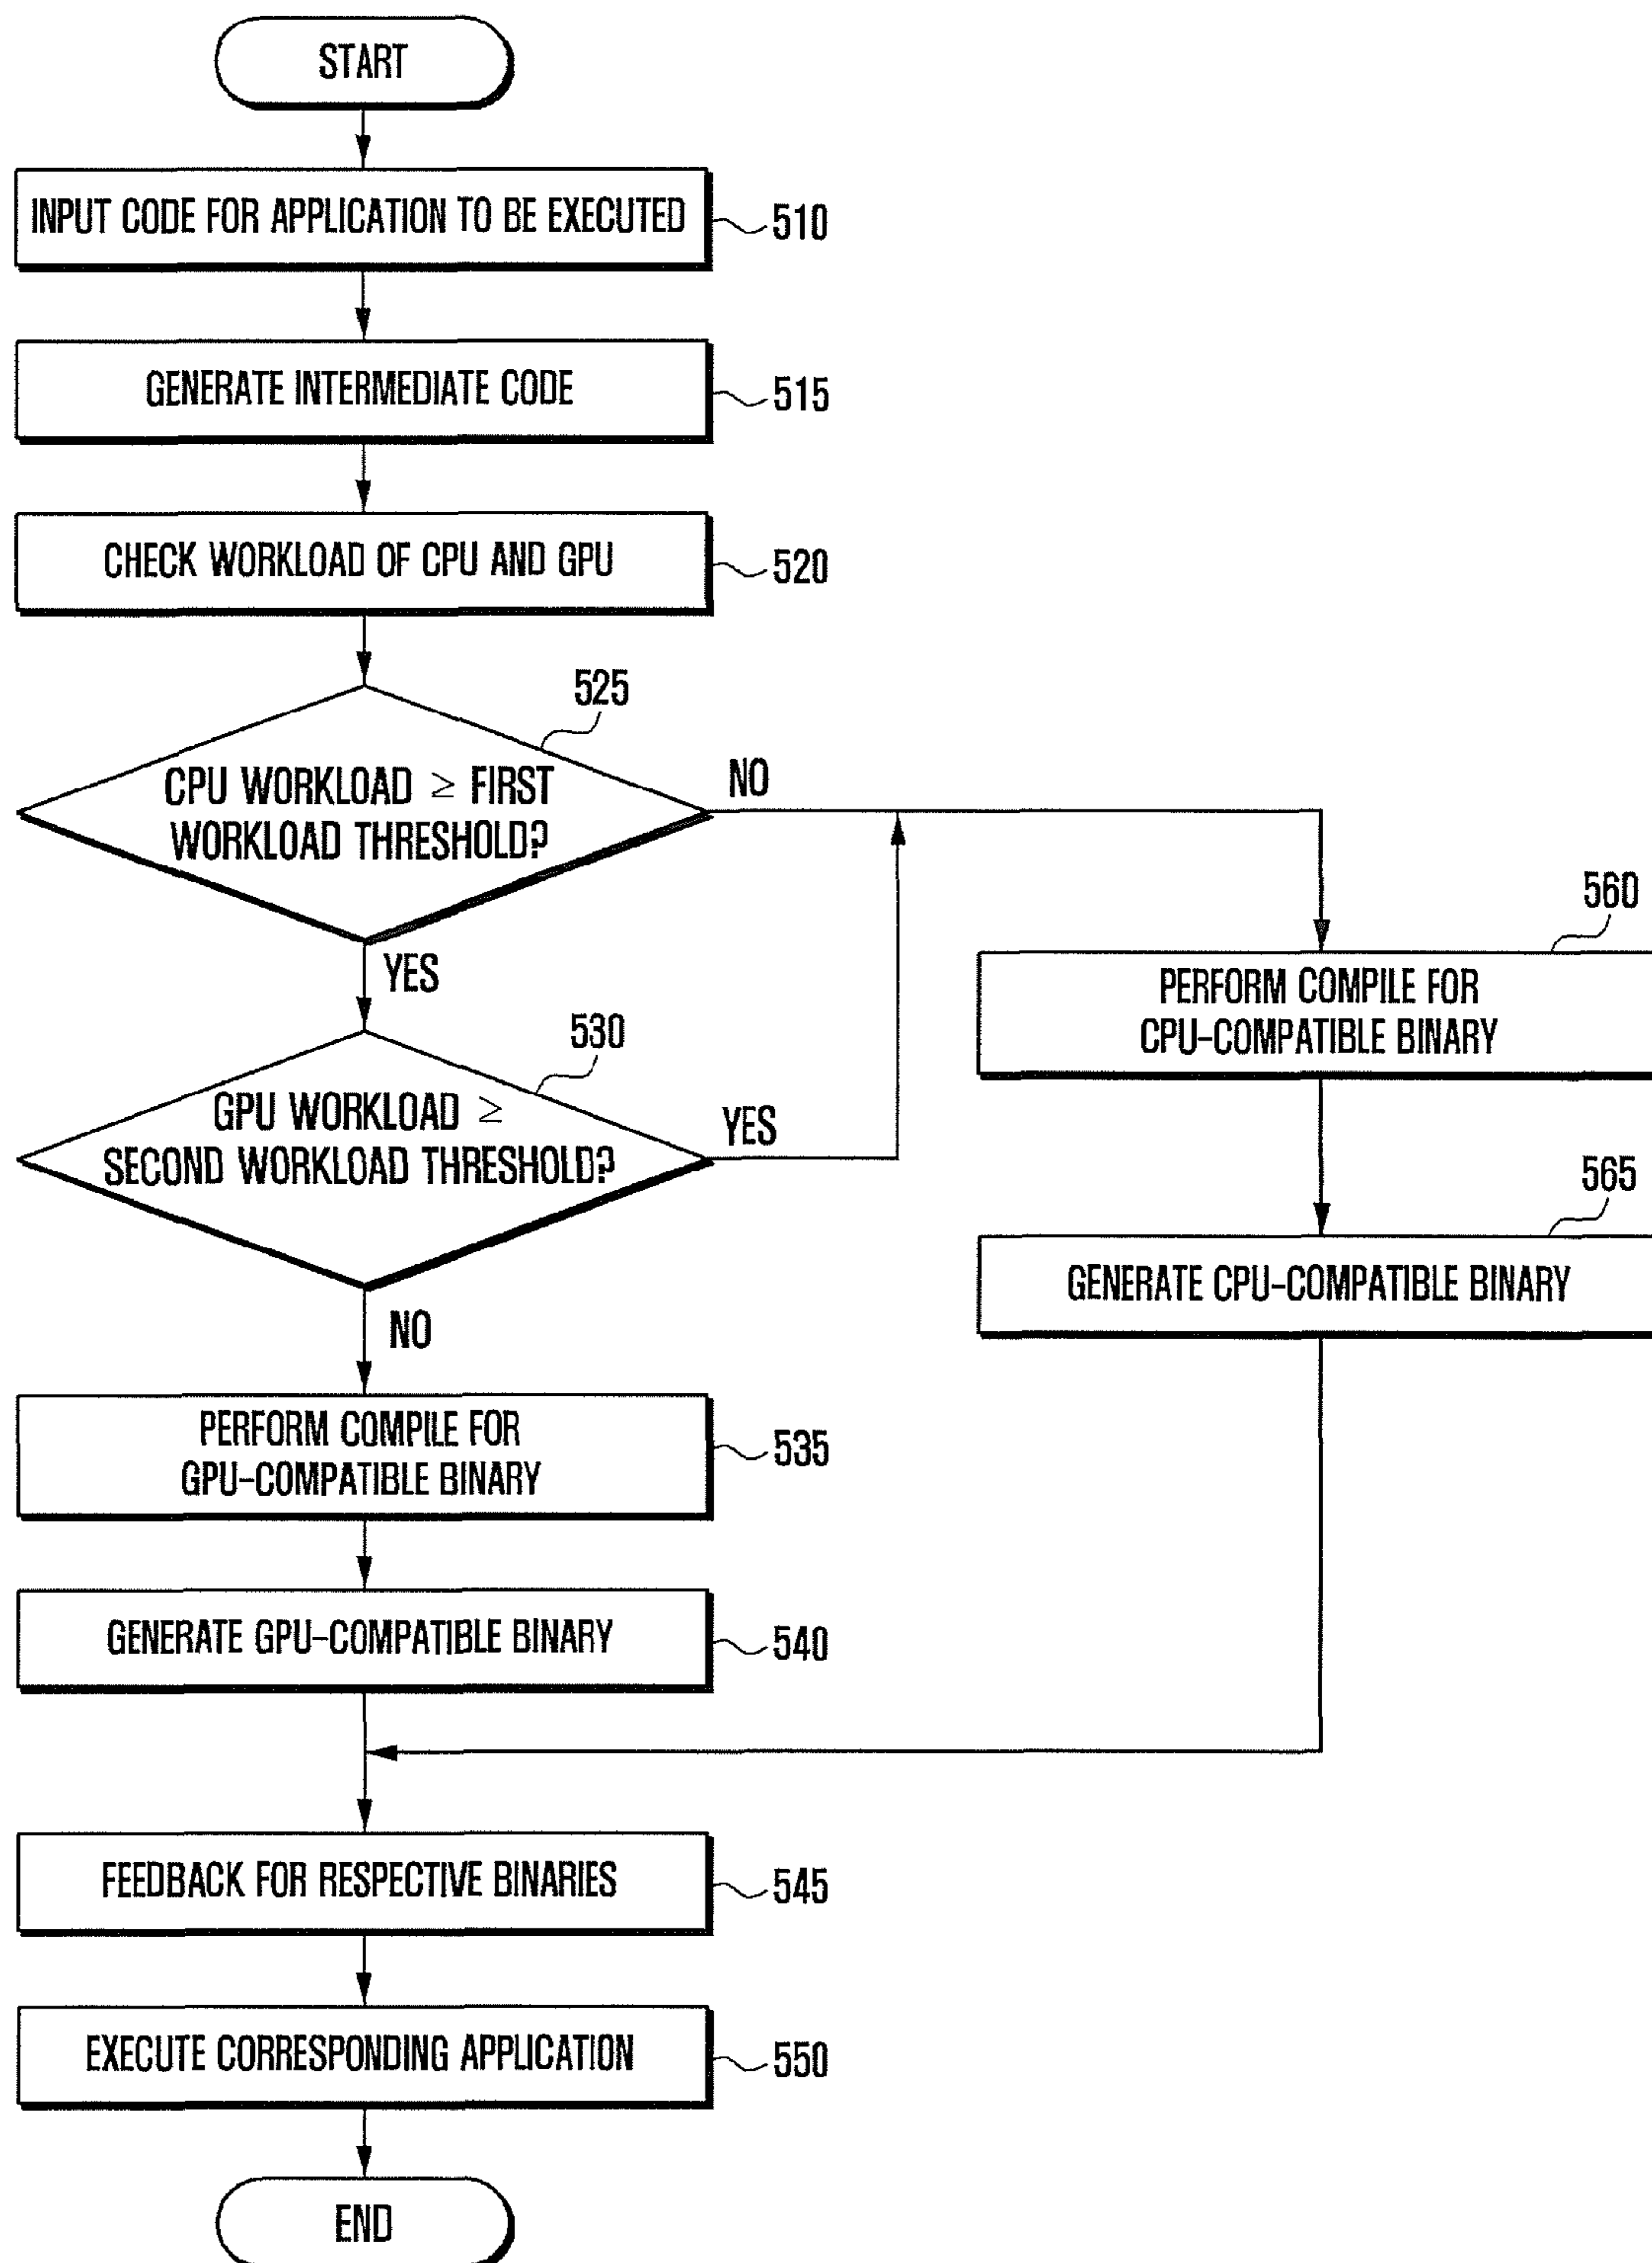 START
INPUT CODE FOR APPLICATION TO BE EXECUTED
510
GENERATE INTERMEDIATE CODE
515
CHECK WORKLOAD OF CPU AND GPU
520
525
CPU WORKLOAD ≥ FIRST
WORKLOAD THRESHOLD?
NO
YES
530
GPU WORKLOAD ≥
SECOND WORKLOAD THRESHOLD?
YES
NO
560
PERFORM COMPILE FOR
CPU-COMPATIBLE BINARY
565
GENERATE CPU-COMPATIBLE BINARY
PERFORM COMPILE FOR
GPU-COMPATIBLE BINARY
535
GENERATE GPU-COMPATIBLE BINARY
540
FEEDBACK FOR RESPECTIVE BINARIES
545
EXECUTE CORRESPONDING APPLICATION
550
END